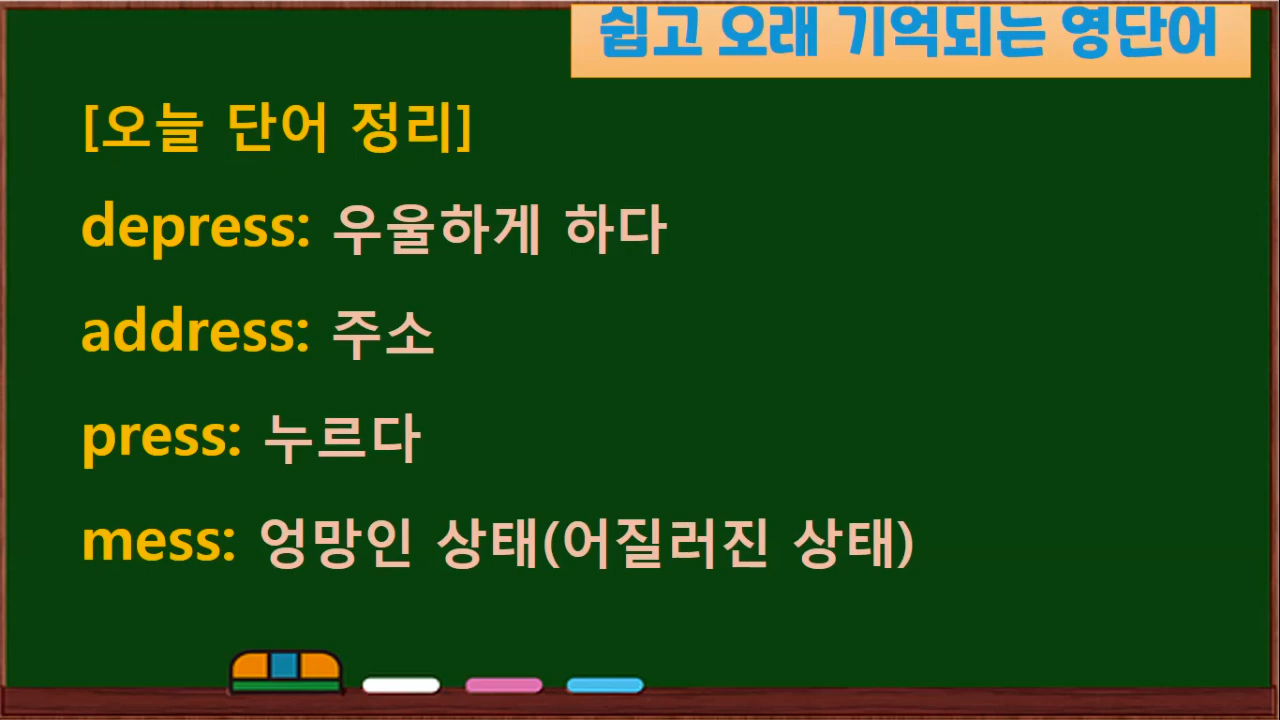 쉽고 오래 기억되는 영단어
[오늘 단어 정리]
depress: 우울하게 하다
address: 주소
press: 누르다
mess: 엉망인 상태(어질러진 상태)